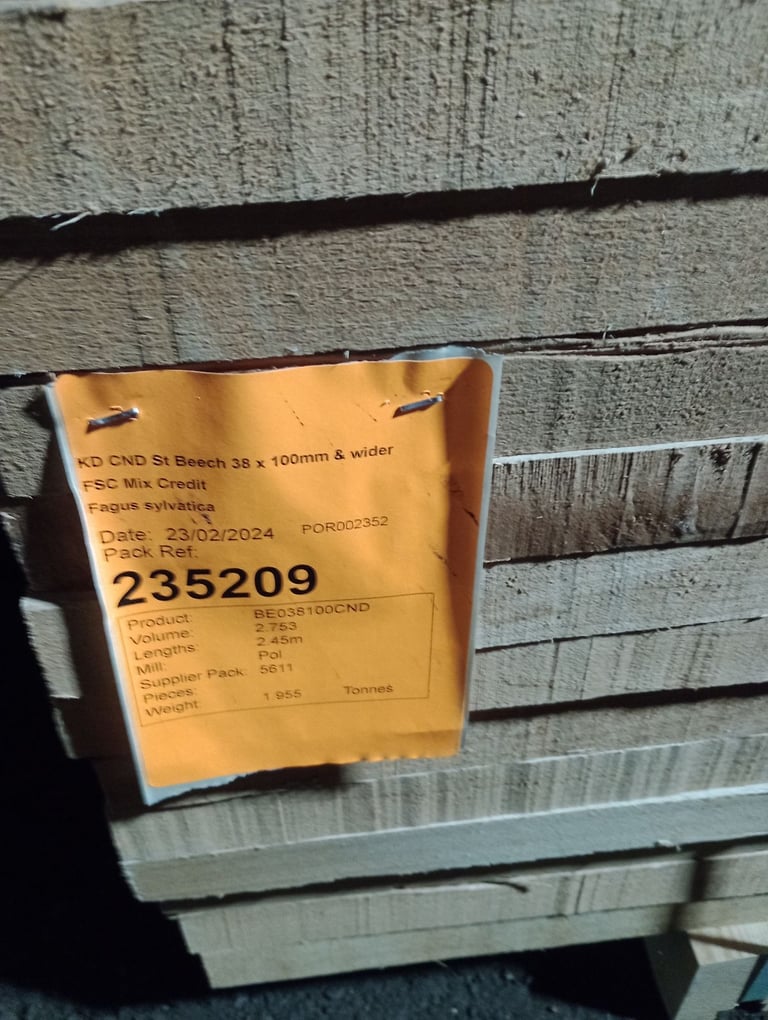 KD CND St Beech 38 x 100mm & wider
FSC Mix Credit
Fagus sylvatica
Date: 23/02/2024 POR002352
Pack Ref:
235209
Product: BE038100CND
Volume: 2.753
Lengths: 2.45m
Mill: Pol
Supplier Pack: 5611
Pieces:
Weight: 1.955 Tonnes